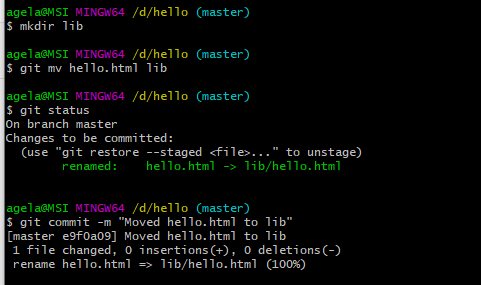 agela@MSI MINGW64 /d/hello (master)
$ mkdir lib
agela@MSI MINGW64 /d/hello (master)
$ git mv hello.html lib
agela@MSI MINGW64 /d/hello (master)
$ git status
On branch master
Changes to be committed:
  (use "git restore --staged <file>..." to unstage)
        renamed:    hello.html -> lib/hello.html
agela@MSI MINGW64 /d/hello (master)
$ git commit -m "Moved hello.html to lib"
[master e9f0a09] Moved hello.html to lib
 1 file changed, 0 insertions(+), 0 deletions(-)
 rename hello.html => lib/hello.html (100%)